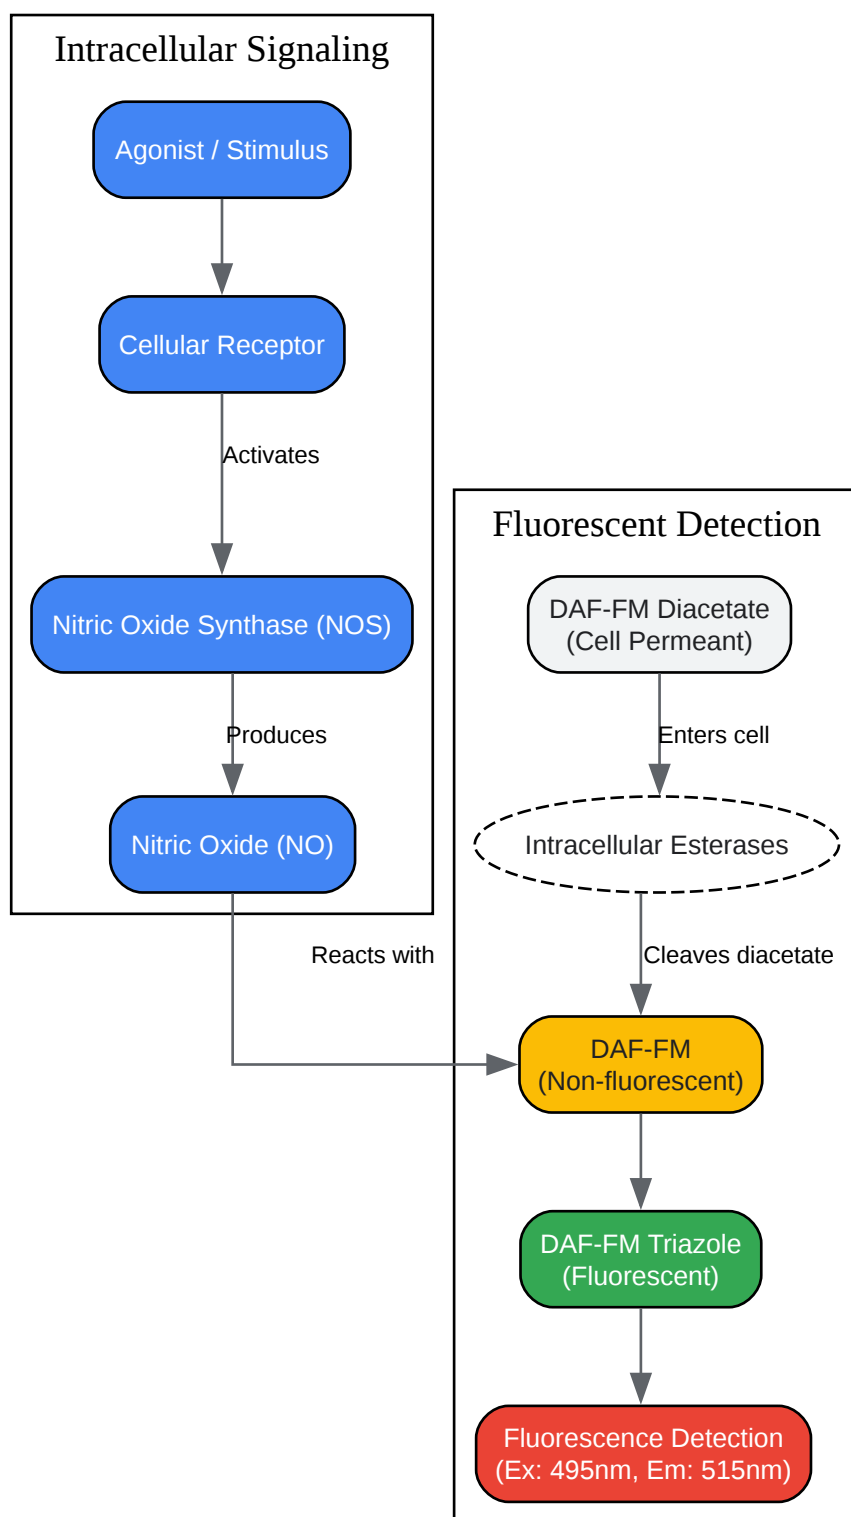 Intracellular Signaling
Agonist / Stimulus
Cellular Receptor
Activates
Nitric Oxide Synthase (NOS)
Produces
Nitric Oxide (NO)
Reacts with
Fluorescent Detection
DAF-FM Diacetate
(Cell Permeant)
Enters cell
Intracellular Esterases
Cleaves diacetate
DAF-FM
(Non-fluorescent)
DAF-FM Triazole
(Fluorescent)
Fluorescence Detection
(Ex: 495nm, Em: 515nm)